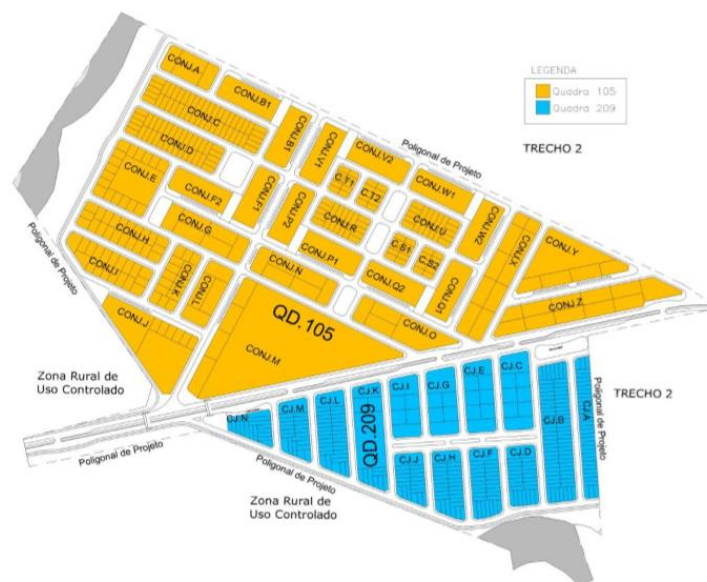 LEGENDA
Quadra 105
Quadra 209
TRECHO 2
Poligonal de Projeto
CONJ.A
CONJ.B1
CONJ.C
CONJ.B1
CONJ.D
CONJ.V1
CONJ.V2
C.T1
C.T2
CONJ.W1
CONJ.E
CONJ.F2
CONJ.F1
CONJ.P2
CONJ.R
CONJ.U
CONJ.W2
CONJ.G
C.S1
C.S2
CONJ.X
CONJ.Y
CONJ.H
CONJ.I
CONJ.K
CONJ.L
CONJ.N
CONJ.P1
CONJ.Q2
CONJ.Q1
CONJ.Z
CONJ.J
QD.105
CONJ.O
CONJ.M
Poligonal de Projeto
Zona Rural de
Uso Controlado
TRECHO 2
Poligonal de Projeto
CJ.N
CJ.M
CJ.L
CJ.K
CJ.I
CJ.G
CJ.E
CJ.C
CJ.B
CJ.A
QD.209
CJ.J
CJ.H
CJ.F
CJ.D
Poligonal de Projeto
Poligonal de Projeto
Zona Rural de
Uso Controlado